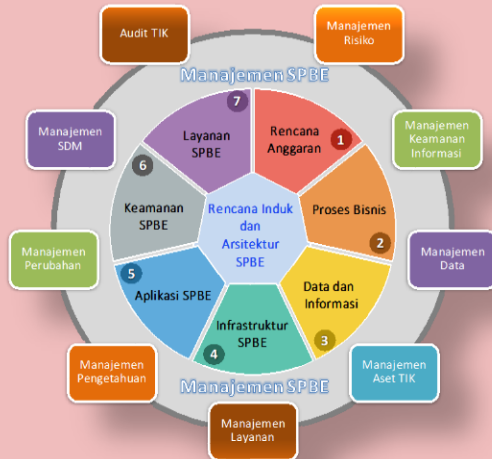 Audit TIK
Manajemen
Risiko
Manajemen SPBE
Manajemen
SDM
Manajemen
Keamanan
Informasi
7
Layanan
SPBE
Rencana
Anggaran
1
6
Keamanan
SPBE
Rencana Induk
dan
Arsitektur
SPBE
Proses Bisnis
2
Manajemen
Perubahan
Manajemen
Data
5
Aplikasi SPBE
Data dan
Informasi
3
Infrastruktur
SPBE
4
Manajemen
Pengetahuan
Manajemen
Aset TIK
Manajemen SPBE
Manajemen
Layanan